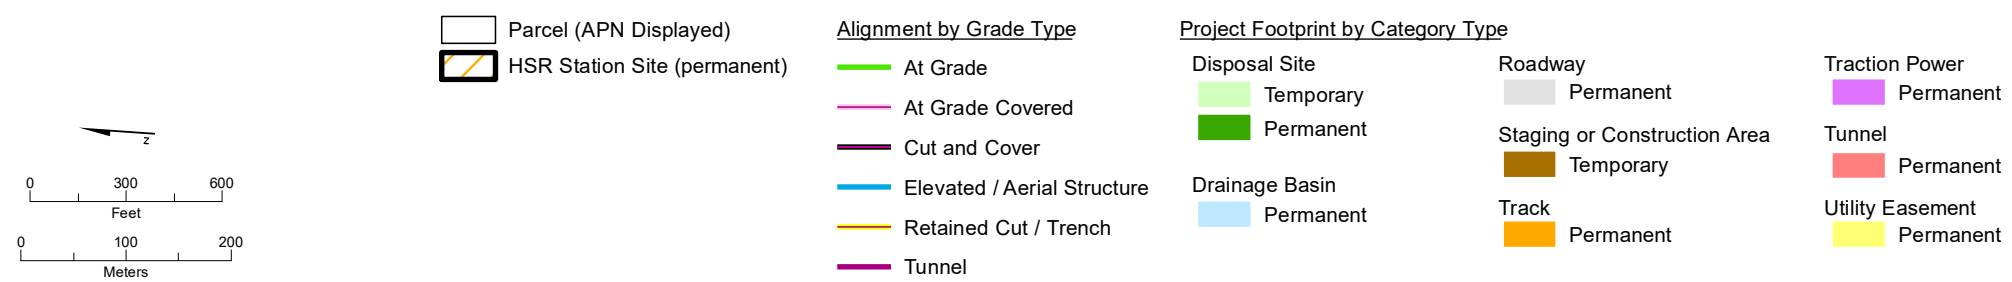 Parcel (APN Displayed)
HSR Station Site (permanent)
z
0 300 600
Feet
0 100 200
Meters
Alignment by Grade Type
At Grade
At Grade Covered
Cut and Cover
Elevated / Aerial Structure
Retained Cut / Trench
Tunnel
Project Footprint by Category Type
Disposal Site
Temporary
Permanent
Drainage Basin
Permanent
Roadway
Permanent
Staging or Construction Area
Temporary
Track
Permanent
Traction Power
Permanent
Tunnel
Permanent
Utility Easement
Permanent